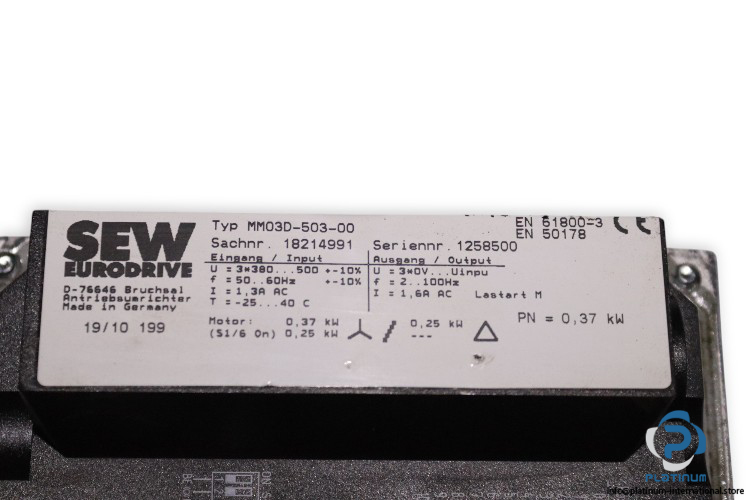 SEW
EURODRIVE
D-76646 Bruchsal
Antriebsumrichter
Made in Germany
19/10 199
Typ MM03D-503-00
EN 61800-3
EN 50178
CE
Sachnr. 18214991 Seriennr. 1258500
Eingang / Input Ausgang / Output
U = 3*380...500 +-10% U = 3*0V...Uinpu
f = 50..60Hz +-10% f = 2..100Hz
I = 1,3A AC I = 1,6A AC Lastart M
T = -25...40 C
Motor: 0,37 kW 0,25 kW
(S1/6 On) 0,25 kW ---
PN = 0,37 kW
PLATINUM
info@platinum-international.store